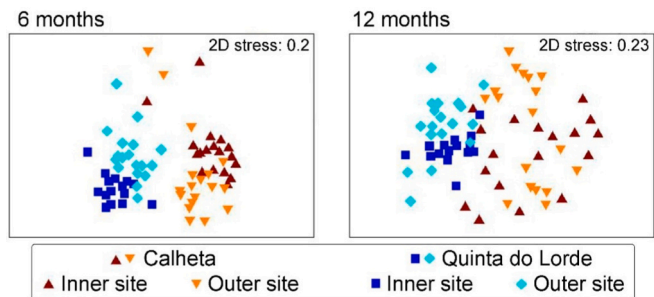 6 months
12 months
2D stress: 0.2
2D stress: 0.23
Calheta
Quinta do Lorde
Inner site Outer site
Inner site Outer site